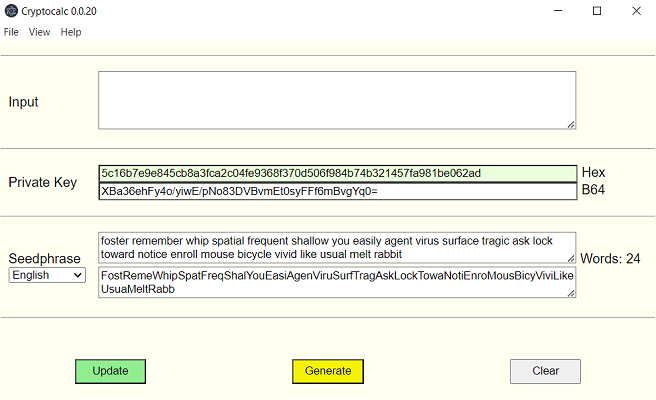 Cryptocalc 0.0.20
File View Help
Input
Private Key
5c16b7e9e845cb8a3fca2c04fe9368f370d506f984b74b321457fa981be062ad Hex
XBa36ehFy4o/yiwE/pNo83DVBvmEt0syFFf6mBvgYq0= B64
Seedphrase
English
foster remember whip spatial frequent shallow you easily agent virus surface tragic ask lock
toward notice enroll mouse bicycle vivid like usual melt rabbit
Words: 24
FostRemeWhipSpatFreqShalYouEasiAgenViruSurfTragAskLockTowaNotiEnroMousBicyViviLike
UsuaMeltRabb
Update
Generate
Clear